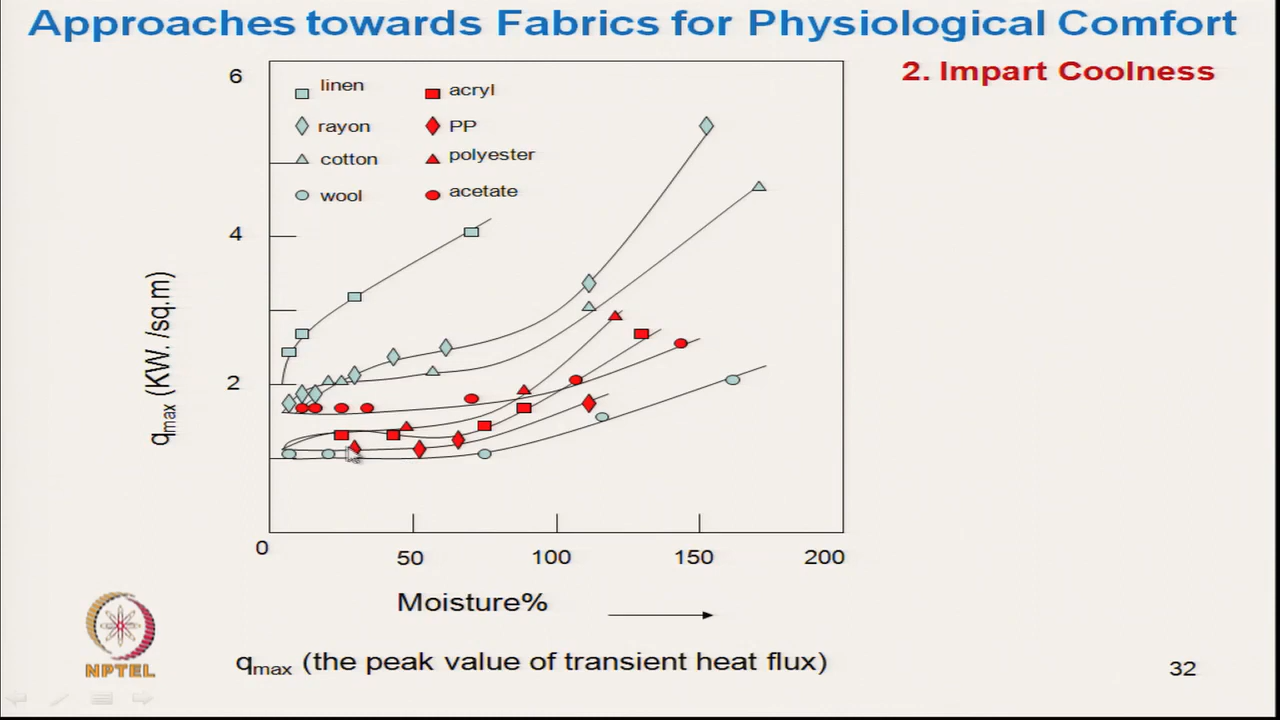 Approaches towards Fabrics for Physiological Comfort
2. Impart Coolness
6
linen
acryl
rayon
PP
cotton
polyester
wool
acetate
4
2
qmax (KW. /sq.m)
0
50
100
150
200
Moisture%
qmax (the peak value of transient heat flux)
NPTEL
32